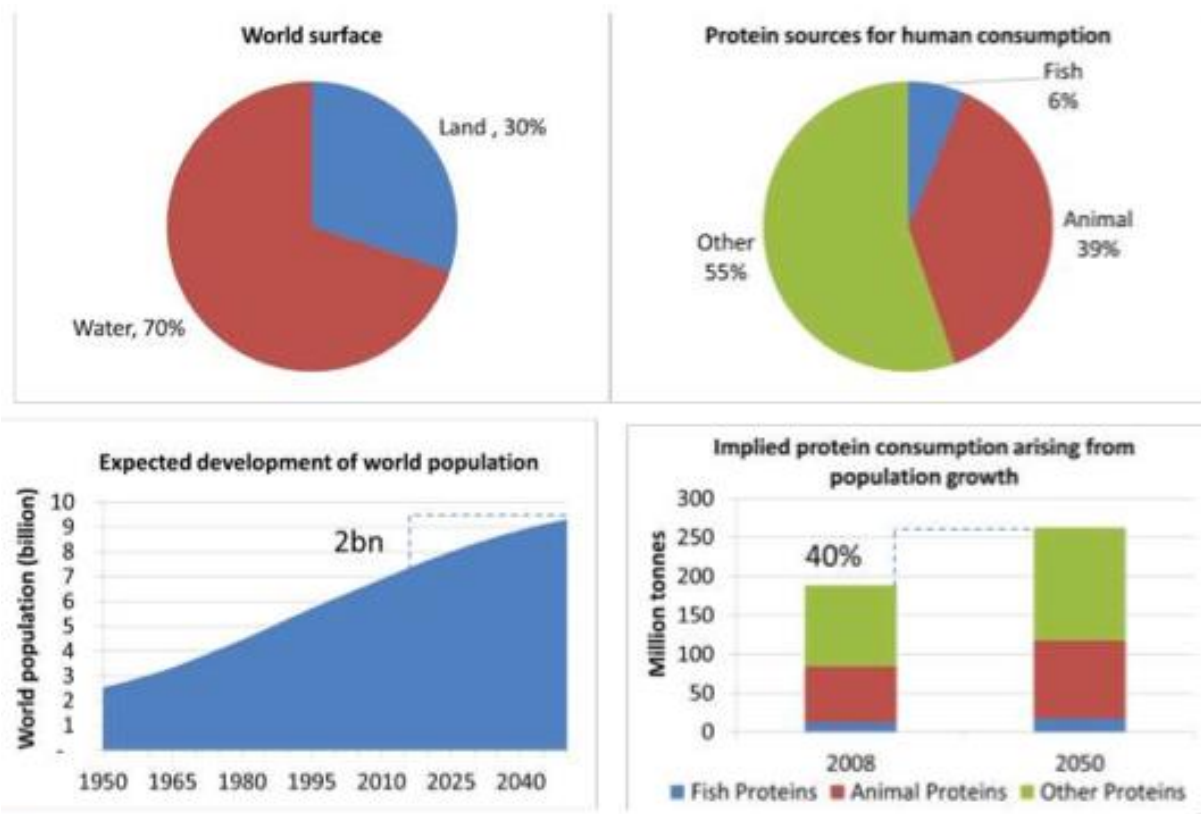 World surface
Land , 30%
Water, 70%
Protein sources for human consumption
Fish
6%
Animal
39%
Other
55%
Expected development of world population
World population (billion)
10
9
8
7
6
5
4
3
2
1
-
2bn
1950 1965 1980 1995 2010 2025 2040
Implied protein consumption arising from
population growth
Million tonnes
300
250
200
150
100
50
0
40%
2008 2050
Fish Proteins Animal Proteins Other Proteins